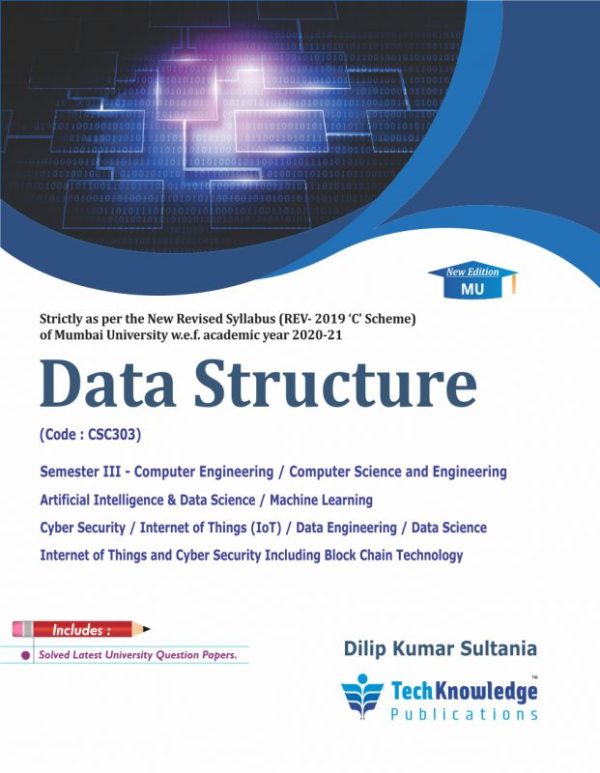 New Edition
MU
Strictly as per the New Revised Syllabus (REV- 2019 ‘C’ Scheme)
of Mumbai University w.e.f. academic year 2020-21
Data Structure
(Code : CSC303)
Semester III - Computer Engineering / Computer Science and Engineering
Artificial Intelligence & Data Science / Machine Learning
Cyber Security / Internet of Things (IoT) / Data Engineering / Data Science
Internet of Things and Cyber Security Including Block Chain Technology
Includes :
Solved Latest University Question Papers.
Dilip Kumar Sultania
TechKnowledge™
Publications